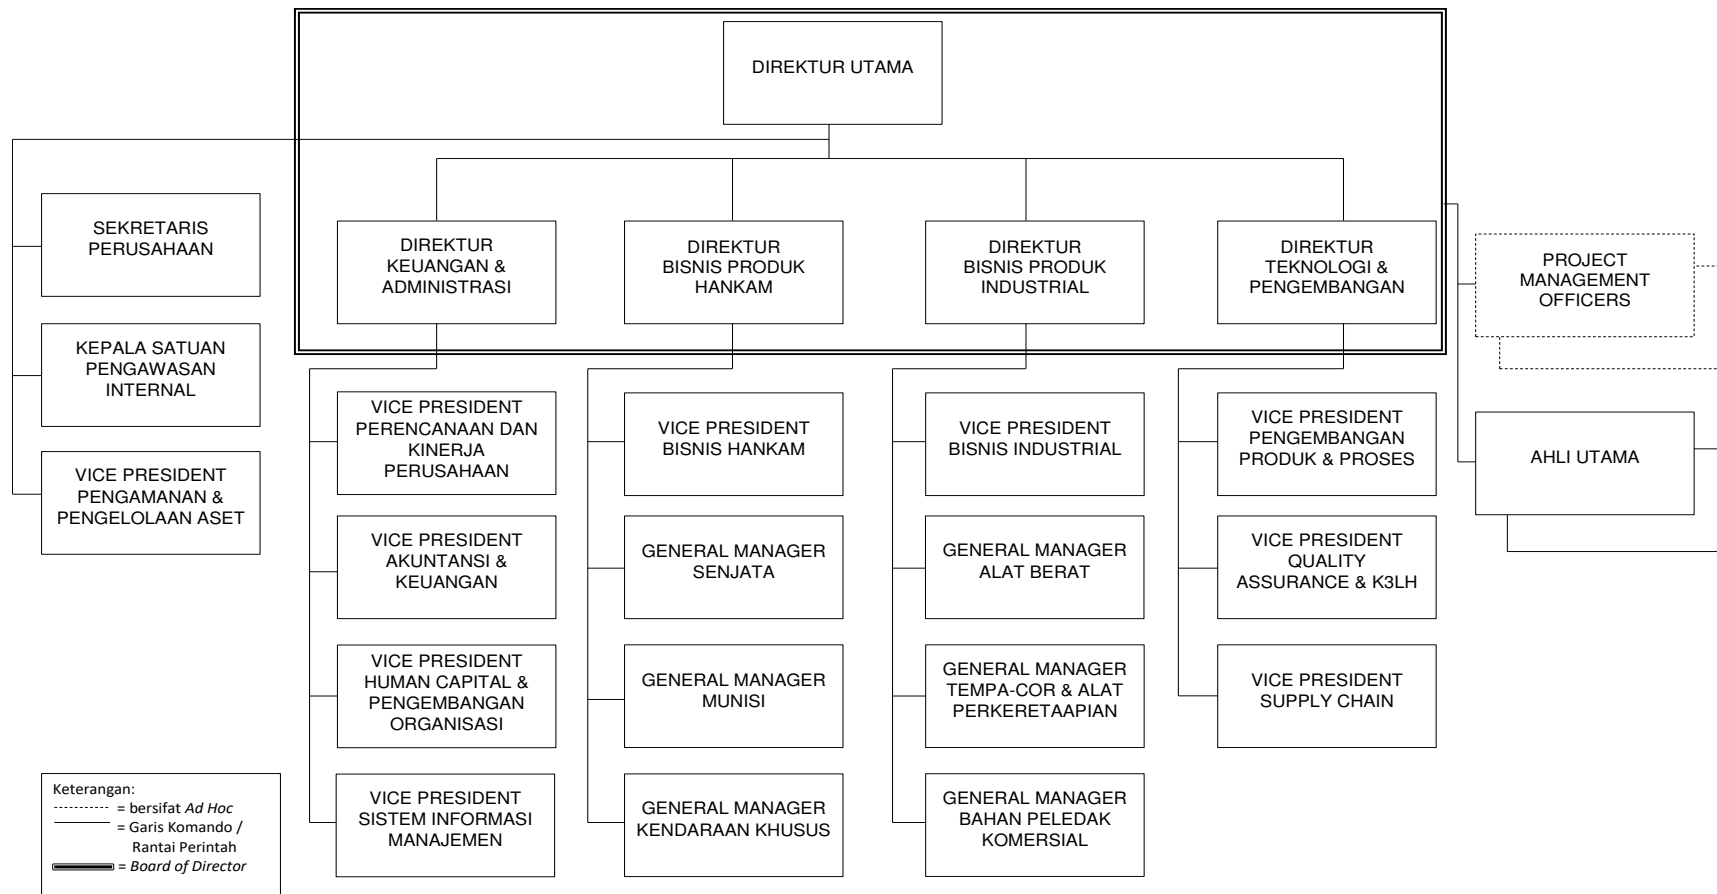 DIREKTUR UTAMA
SEKRETARIS
PERUSAHAAN
KEPALA SATUAN
PENGAWASAN
INTERNAL
VICE PRESIDENT
PENGAMANAN &
PENGELOLAAN ASET
DIREKTUR
KEUANGAN &
ADMINISTRASI
DIREKTUR
BISNIS PRODUK
HANKAM
DIREKTUR
BISNIS PRODUK
INDUSTRIAL
DIREKTUR
TEKNOLOGI &
PENGEMBANGAN
PROJECT
MANAGEMENT
OFFICERS
AHLI UTAMA
VICE PRESIDENT
PERENCANAAN DAN
KINERJA
PERUSAHAAN
VICE PRESIDENT
AKUNTANSI &
KEUANGAN
VICE PRESIDENT
HUMAN CAPITAL &
PENGEMBANGAN
ORGANISASI
VICE PRESIDENT
SISTEM INFORMASI
MANAJEMEN
VICE PRESIDENT
BISNIS HANKAM
GENERAL MANAGER
SENJATA
GENERAL MANAGER
MUNISI
GENERAL MANAGER
KENDARAAN KHUSUS
VICE PRESIDENT
BISNIS INDUSTRIAL
GENERAL MANAGER
ALAT BERAT
GENERAL MANAGER
TEMPA-COR & ALAT
PERKERETAAPIAN
GENERAL MANAGER
BAHAN PELEDAK
KOMERSIAL
VICE PRESIDENT
PENGEMBANGAN
PRODUK & PROSES
VICE PRESIDENT
QUALITY
ASSURANCE & K3LH
VICE PRESIDENT
SUPPLY CHAIN
Keterangan:
= bersifat Ad Hoc
= Garis Komando /
Rantai Perintah
= Board of Director